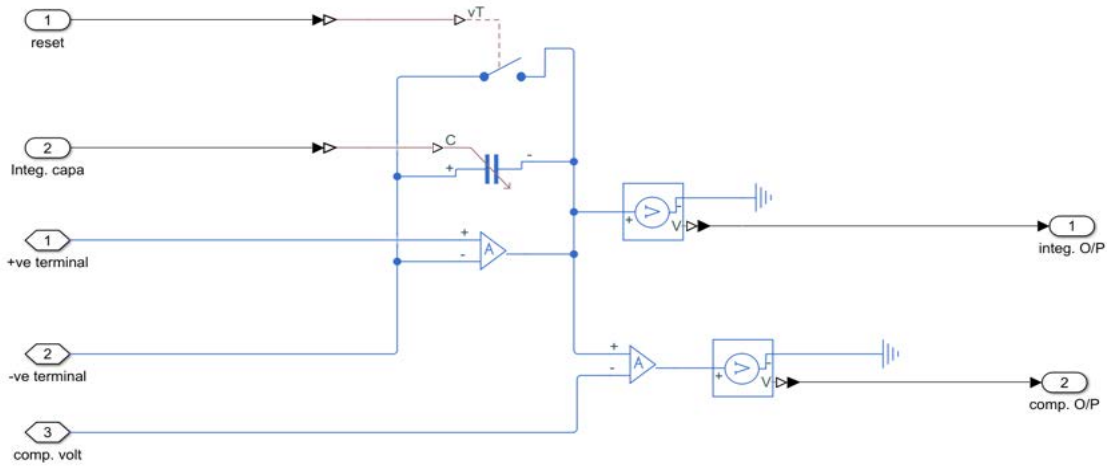 1
vT
reset
2
C
Integ. capa
+
-
1
+
A
-
+ve terminal
+
V
-
V
1
integ. O/P
2
-ve terminal
+
A
-
+
V
-
V
2
comp. O/P
3
comp. volt